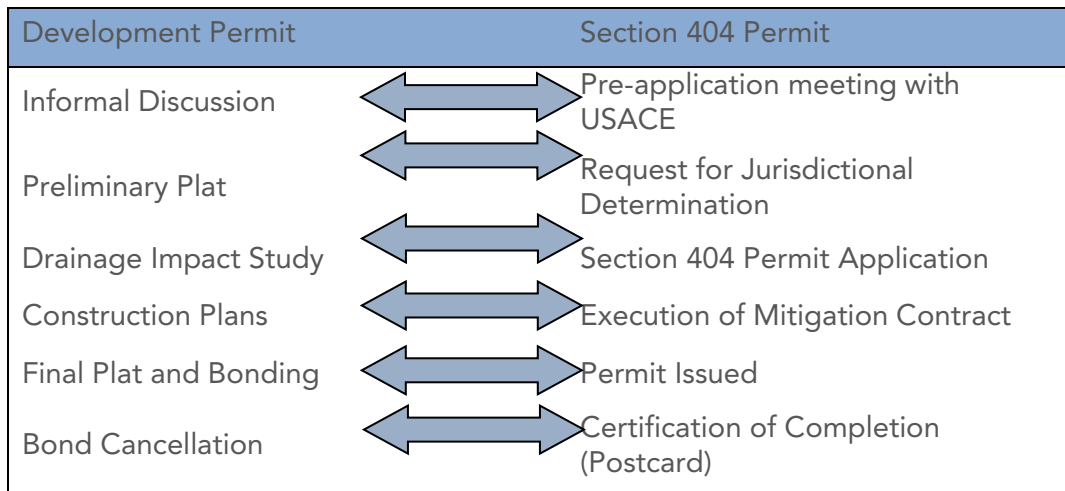 Development Permit Section 404 Permit
Informal Discussion Pre-application meeting with
USACE
Preliminary Plat Request for Jurisdictional
Determination
Drainage Impact Study Section 404 Permit Application
Construction Plans Execution of Mitigation Contract
Final Plat and Bonding Permit Issued
Bond Cancellation Certification of Completion
(Postcard)